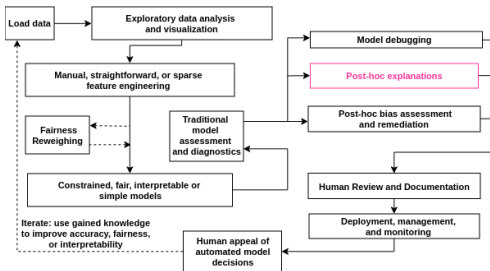 Load data
Exploratory data analysis
and visualization
Model debugging
Manual, straightforward, or sparse
feature engineering
Post-hoc explanations
Traditional
model
assessment
and diagnostics
Post-hoc bias assessment
and remediation
Fairness
Reweighing
Constrained, fair, interpretable or
simple models
Human Review and Documentation
Iterate: use gained knowledge
to improve accuracy, fairness,
or interpretability
Deployment, management,
and monitoring
Human appeal of
automated model
decisions